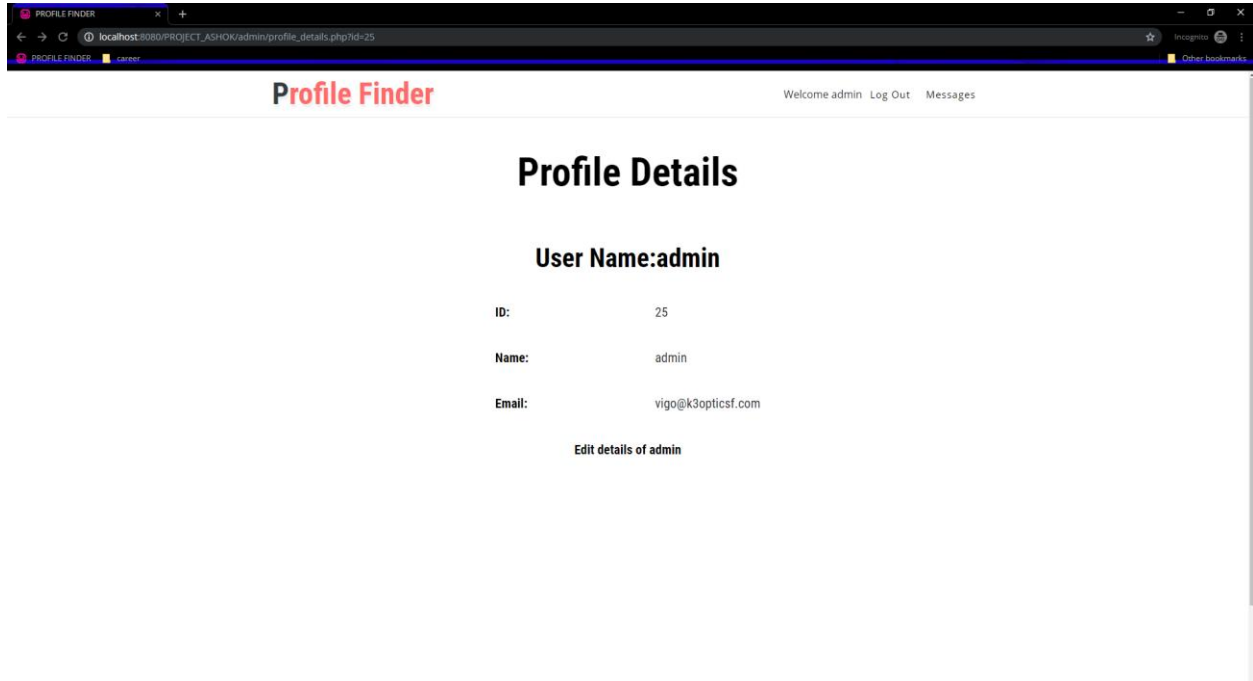 PROFILE FINDER
localhost:8080/PROJECT_ASHOK/admin/profile_details.php?id=25
Incognito
PROFILE FINDER career Other bookmarks
Profile Finder Welcome admin Log Out Messages
Profile Details
User Name:admin
ID: 25
Name: admin
Email: vigo@k3opticsf.com
Edit details of admin